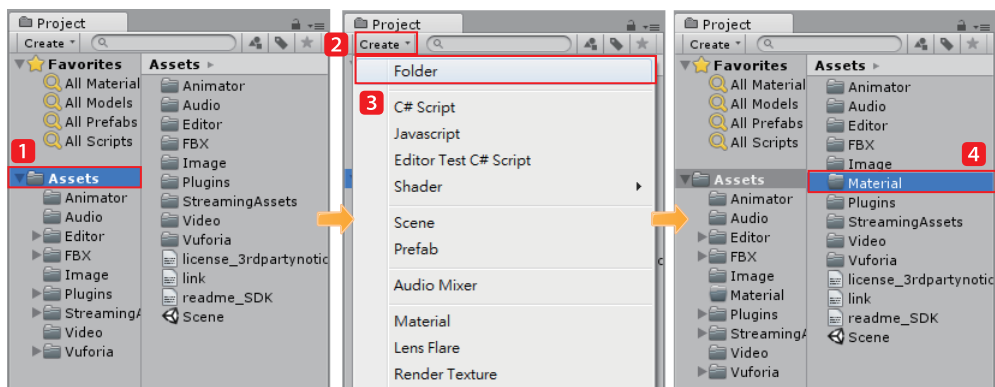 Project
Create
Favorites
All Material
All Models
All Prefabs
All Scripts
1
Assets
Animator
Audio
Editor
FBX
Image
Plugins
StreamingA
Video
Vuforia
Assets
Animator
Audio
Editor
FBX
Image
Plugins
StreamingAssets
Video
Vuforia
license_3rdpartynotic
link
readme_SDK
Scene
Project
2
Create
Folder
3
C# Script
Javascript
Editor Test C# Script
Shader
Scene
Prefab
Audio Mixer
Material
Lens Flare
Render Texture
Project
Create
Favorites
All Material
All Models
All Prefabs
All Scripts
Assets
Animator
Audio
Editor
FBX
Image
Material
Plugins
StreamingA
Video
Vuforia
Assets
Animator
Audio
Editor
FBX
Image
4
Material
Plugins
StreamingAssets
Video
Vuforia
license_3rdpartynotic
link
readme_SDK
Scene